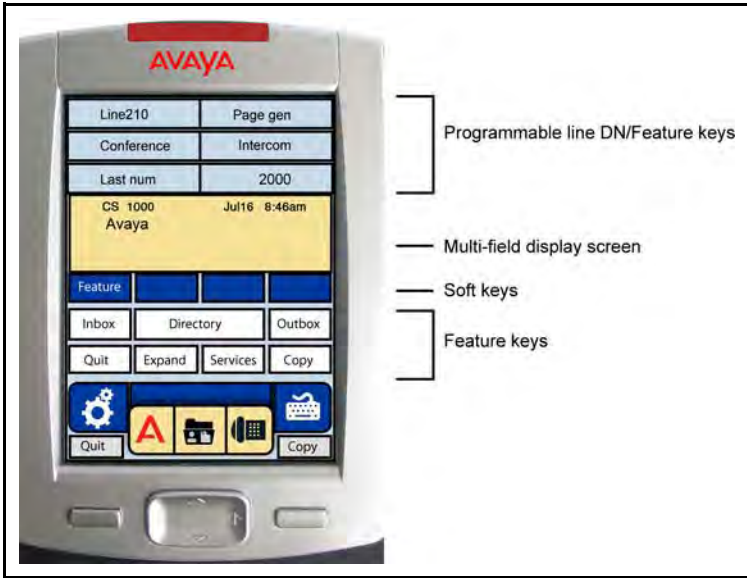 AVAYA
Line210 Page gen
Conference Intercom
Last num 2000
Programmable line DN/Feature keys
CS 1000 Jul16 8:46am
Avaya
Multi-field display screen
Feature
Soft keys
Inbox Directory Outbox
Feature keys
Quit Expand Services Copy
A
Quit Copy